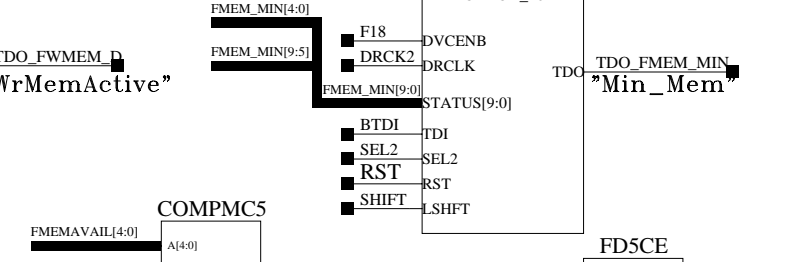 FMEM_MIN[4:0]
F18
DVCENB
FMEM_MIN[9:5]
DRCK2
DRCLK
TDO_FWMEM_D
TDO
TDO_FMEM_MIN
WrMemActive"
"Min_Mem"
FMEM_MIN[9:0]
STATUS[9:0]
BTDI
TDI
SEL2
SEL2
RST
RST
SHIFT
LSHFT
COMPMC5
FMEMAVAIL[4:0]
A[4:0]
FD5CE